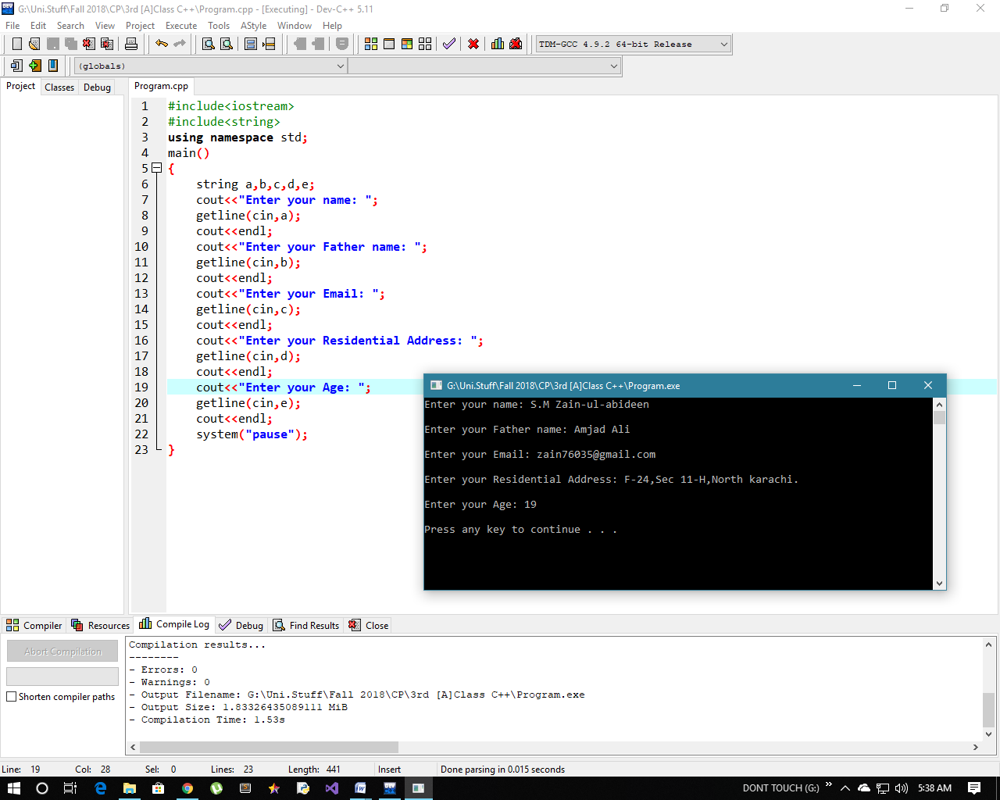 G:\Uni.Stuff\Fall 2018\CP\3rd [A]Class C++\Program.cpp - [Executing] - Dev-C++ 5.11
File Edit Search View Project Execute Tools AStyle Window Help
TDM-GCC 4.9.2 64-bit Release
(globals)
Project Classes Debug
Program.cpp
1 #include<iostream>
2 #include<string>
3 using namespace std;
4 main()
5 {
6 string a,b,c,d,e;
7 cout<<"Enter your name: ";
8 getline(cin,a);
9 cout<<endl;
10 cout<<"Enter your Father name: ";
11 getline(cin,b);
12 cout<<endl;
13 cout<<"Enter your Email: ";
14 getline(cin,c);
15 cout<<endl;
16 cout<<"Enter your Residential Address: ";
17 getline(cin,d);
18 cout<<endl;
19 cout<<"Enter your Age: ";
20 getline(cin,e);
21 cout<<endl;
22 system("pause");
23 }
G:\Uni.Stuff\Fall 2018\CP\3rd [A]Class C++\Program.exe
Enter your name: S.M Zain-ul-abideen
Enter your Father name: Amjad Ali
Enter your Email: zain76035@gmail.com
Enter your Residential Address: F-24,Sec 11-H,North karachi.
Enter your Age: 19
Press any key to continue . . .
Compiler Resources Compile Log Debug Find Results Close
Abort Compilation
Shorten compiler paths
Compilation results...
--------
- Errors: 0
- Warnings: 0
- Output Filename: G:\Uni.Stuff\Fall 2018\CP\3rd [A]Class C++\Program.exe
- Output Size: 1.83326435089111 MiB
- Compilation Time: 1.53s
Line: 19 Col: 28 Sel: 0 Lines: 23 Length: 441 Insert Done parsing in 0.015 seconds
DONT TOUCH (G:) 5:38 AM